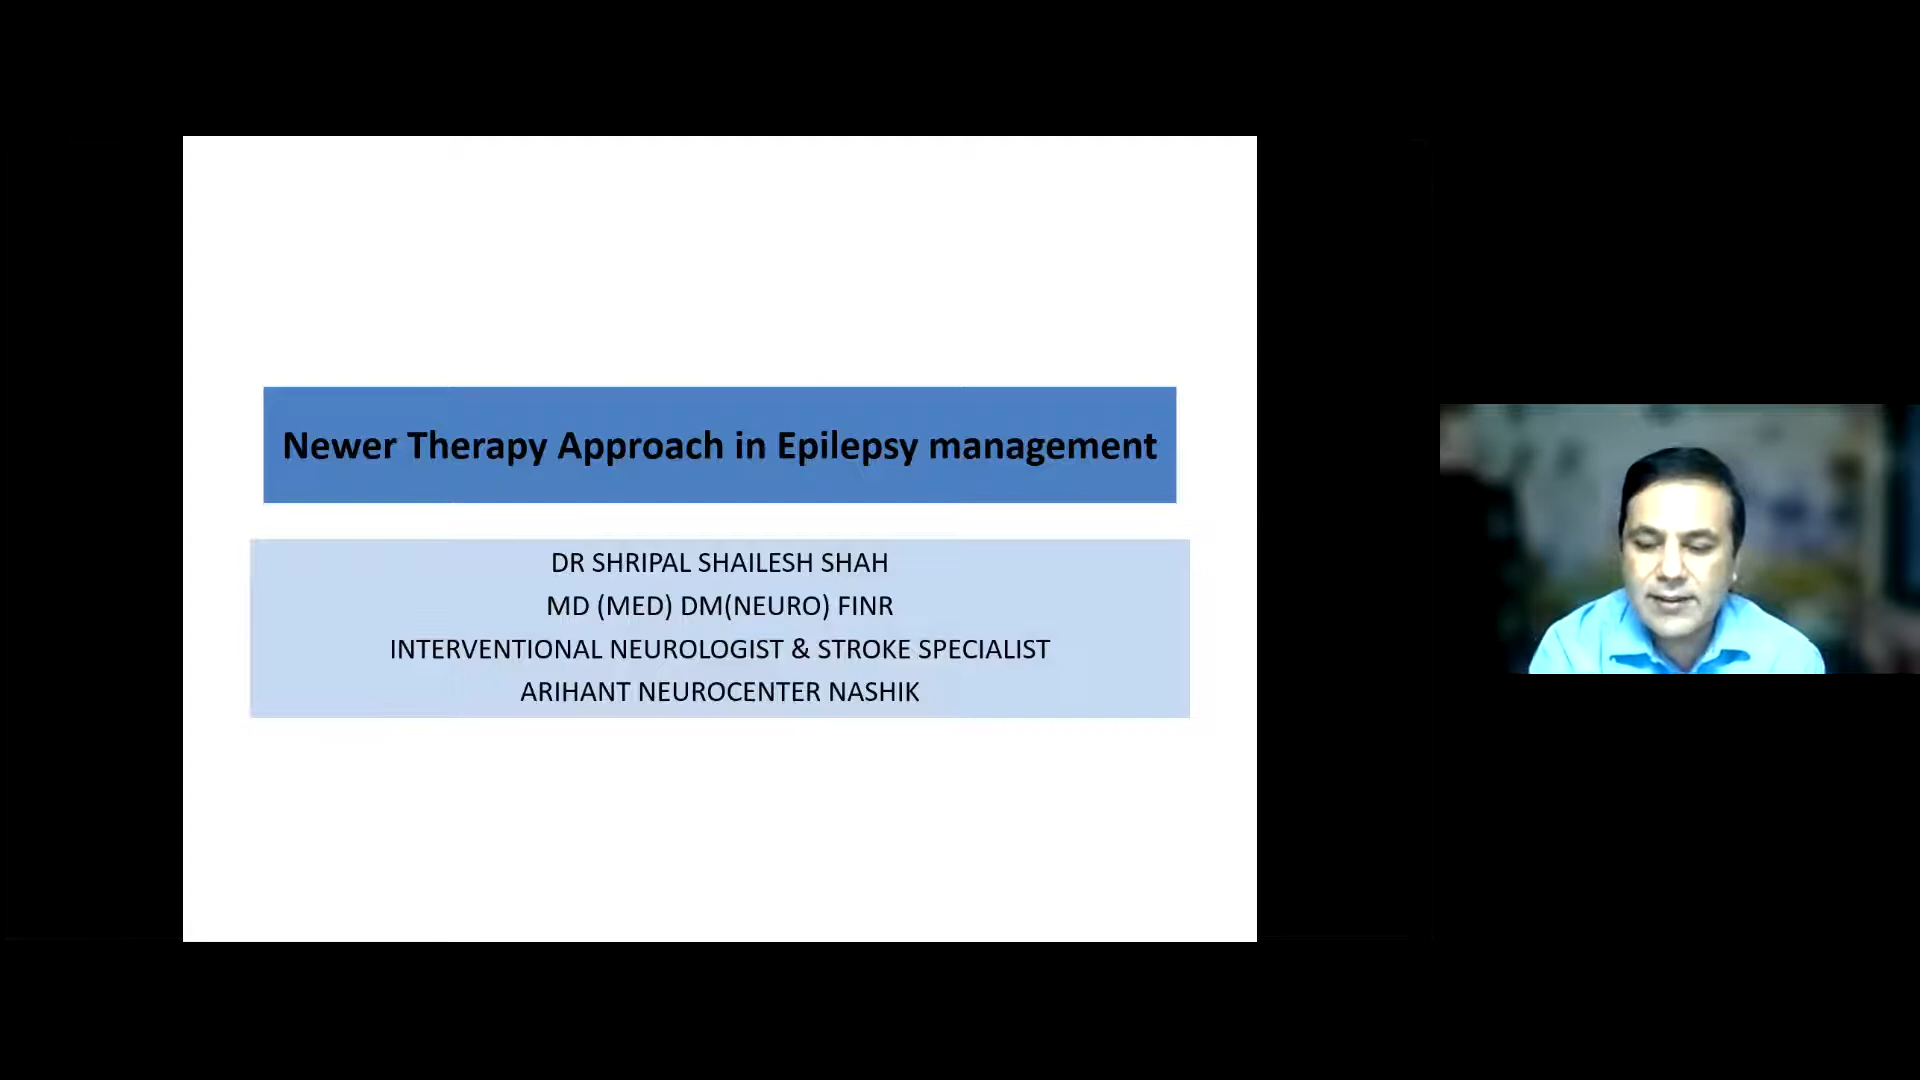 Newer Therapy Approach in Epilepsy management
DR SHRIPAL SHAILESH SHAH
MD (MED) DM(NEURO) FINR
INTERVENTIONAL NEUROLOGIST & STROKE SPECIALIST
ARIHANT NEUROCENTER NASHIK